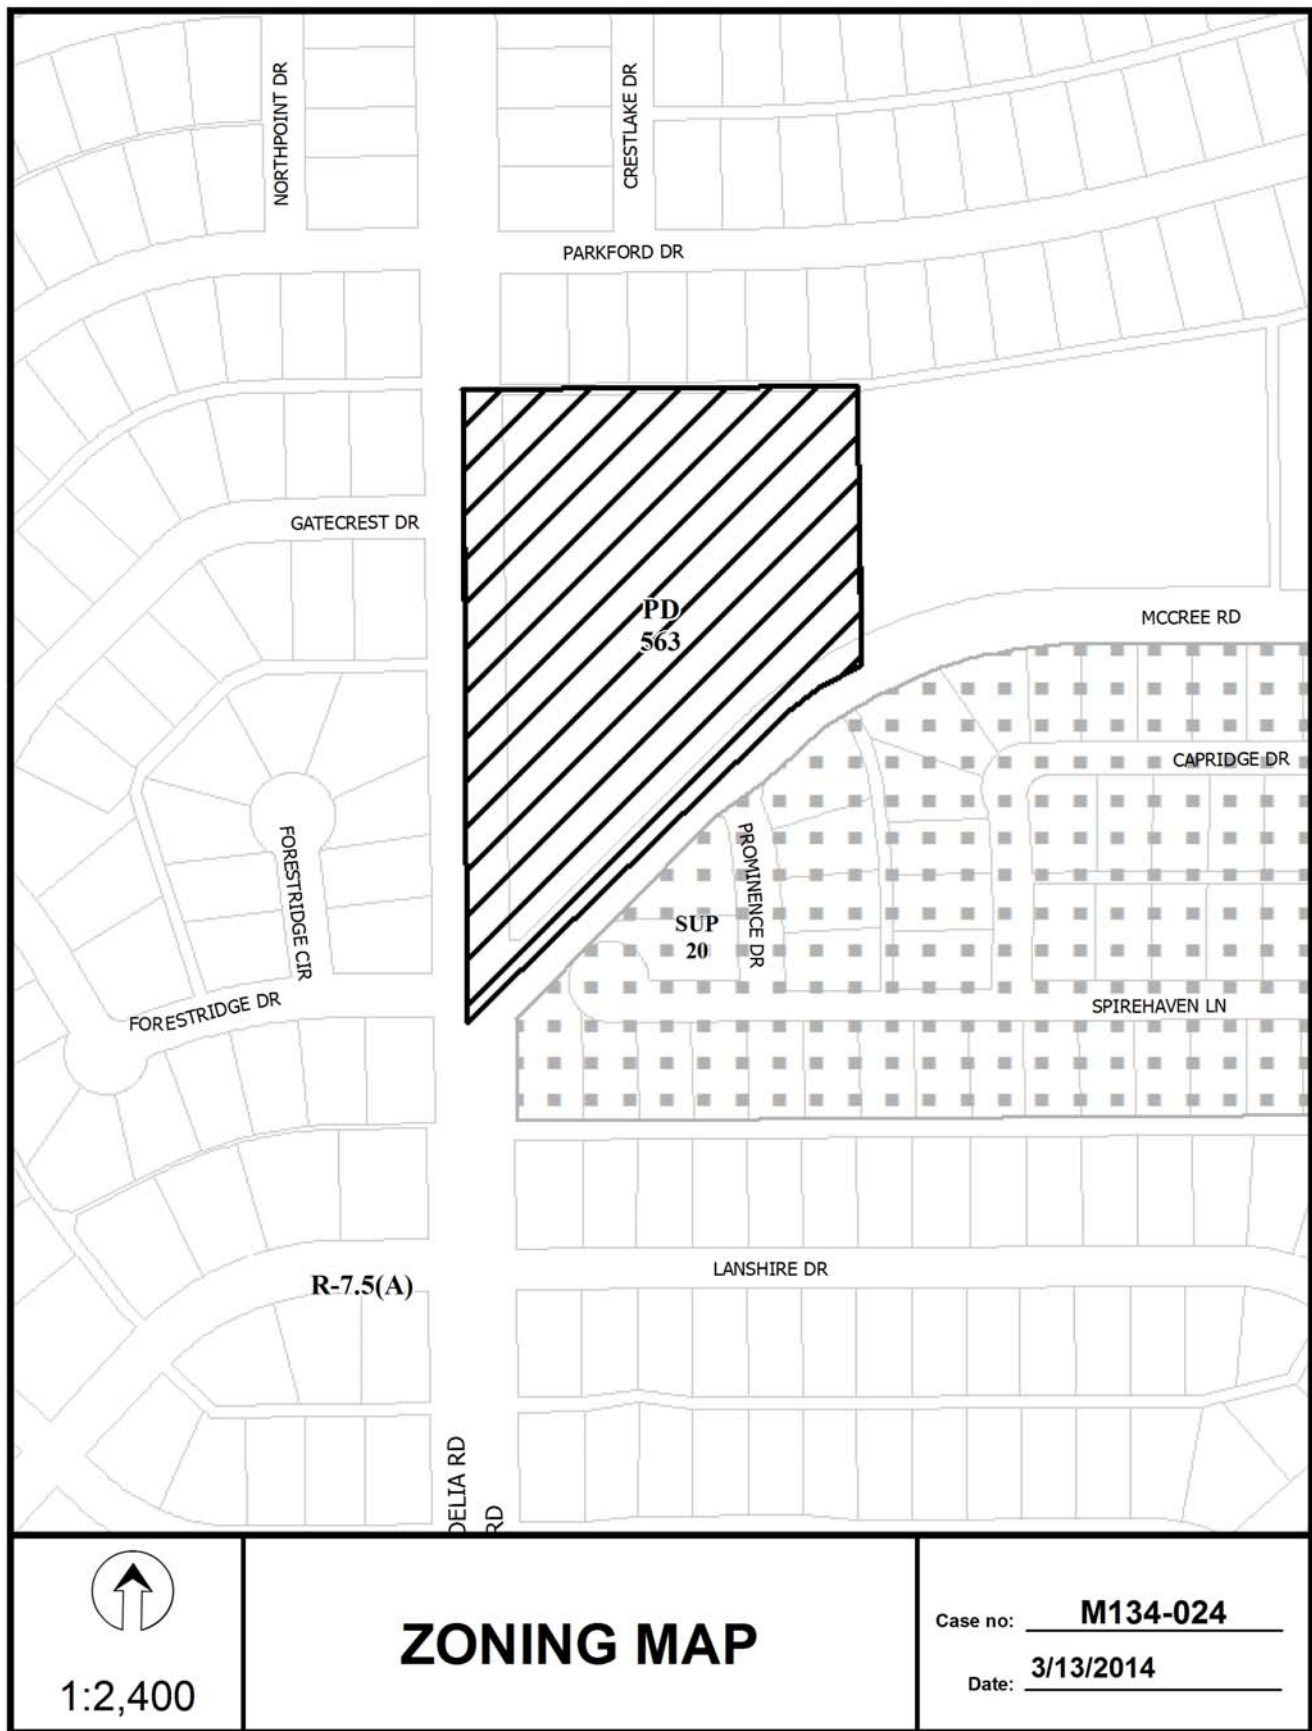 NORTHPOINT DR
CRESTLAKE DR
PARKFORD DR
GATECREST DR
PD
563
MCCREE RD
CAPRIDGE DR
FORESTRIDGE CIR
PROMINENCE DR
SUP
20
FORESTRIDGE DR
SPIREHAVEN LN
LANSHIRE DR
R-7.5(A)
DELIA RD
RD
1:2,400
ZONING MAP
Case no: M134-024
Date: 3/13/2014